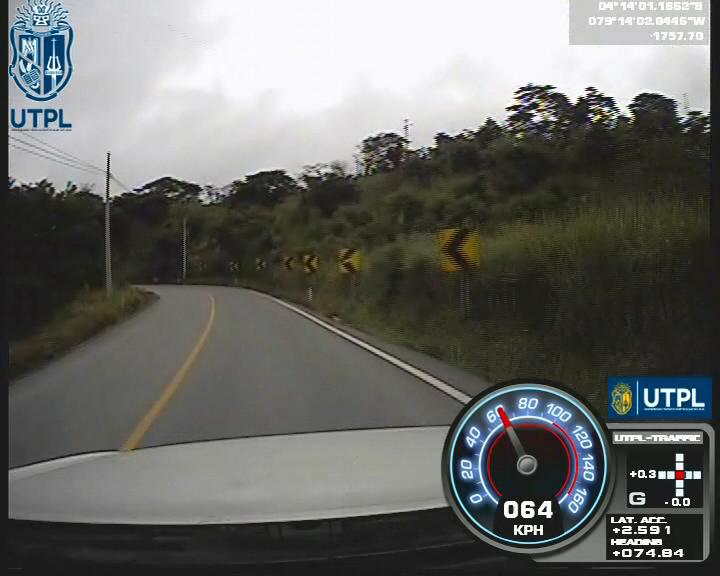 04°14'01.1662"S
079°14'02.0446"W
-1757.70
UTPL
UTPL
0 20 40 60 80 100 120 140 160
064
KPH
UTPL-TRAFFIC
+0.3
G -0.0
LAT. ACC.
+2.591
HEADING
+074.84